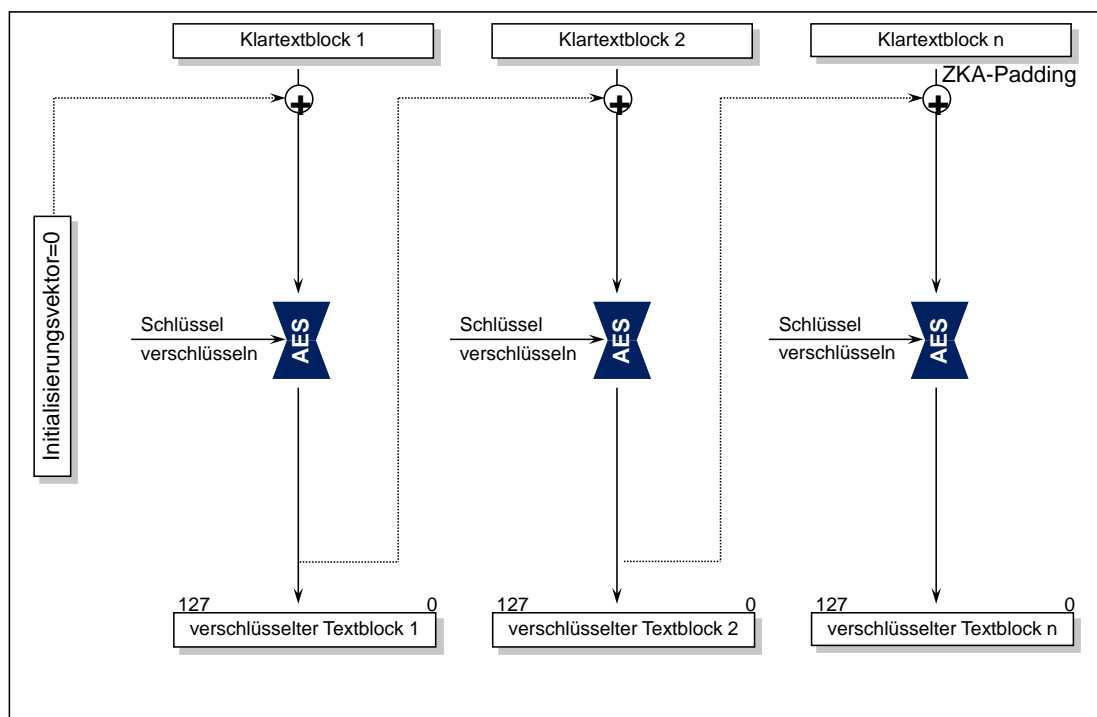 Klartextblock 1
Klartextblock 2
Klartextblock n
ZKA-Padding
Initialisierungsvektor=0
Schlüssel
verschlüsseln
AES
Schlüssel
verschlüsseln
AES
Schlüssel
verschlüsseln
AES
127 0
verschlüsselter Textblock 1
127 0
verschlüsselter Textblock 2
127 0
verschlüsselter Textblock n